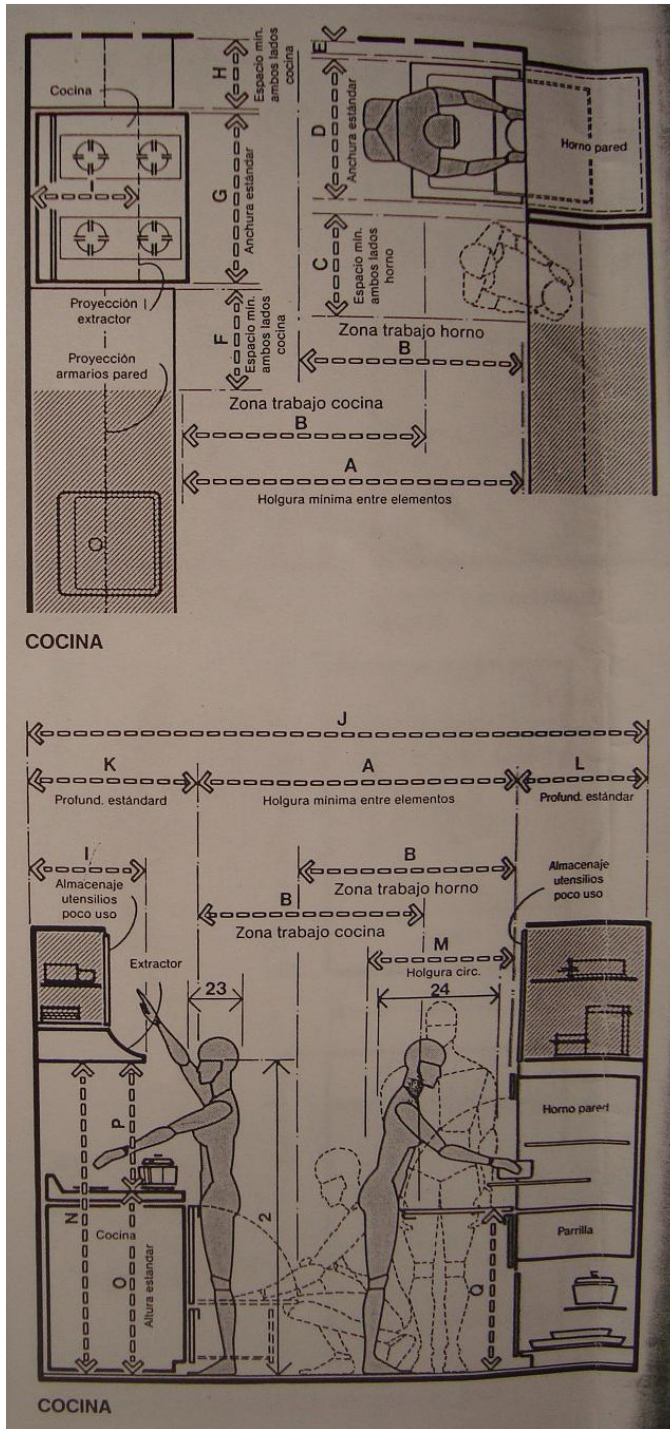 E
H
Espacio mín.
ambos lados
cocina
Cocina
D
Anchura estándar
Horno pared
I
G
Anchura estándar
C
Espacio mín.
ambos lados
horno
Proyección
extractor
F
Espacio mín.
ambos lados
cocina
Zona trabajo horno
B
Proyección
armarios pared
Zona trabajo cocina
B
A
Holgura mínima entre elementos
COCINA
J
K
A
L
Profund. estándard
Holgura mínima entre elementos
Profund. estándar
I
B
Almacenaje
utensilios
poco uso
Zona trabajo horno
Almacenaje
utensilios
poco uso
B
Zona trabajo cocina
M
Holgura circ.
Extractor
23
24
P
Horno pared
N
2
Cocina
Parrilla
O
Altura estandar
Q
COCINA